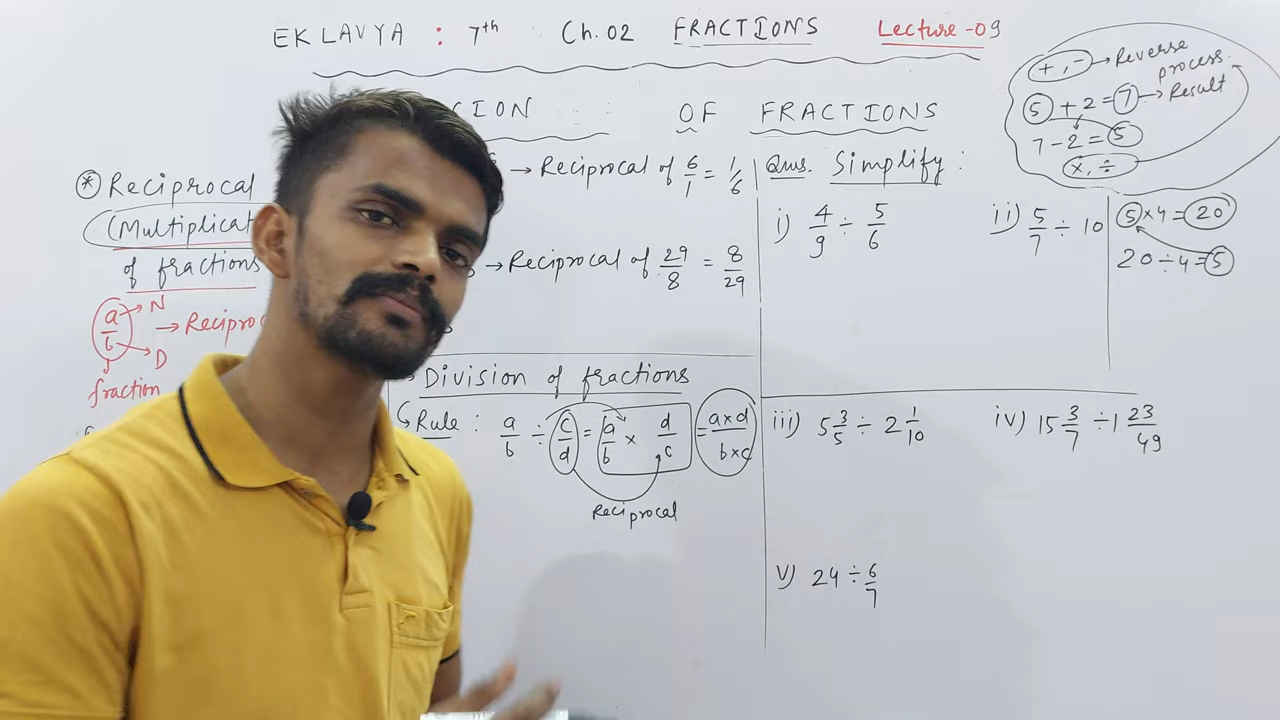 EKLAVYA : 7th Ch. 02 FRACTIONS Lecture-09
OF FRACTIONS
* Reciprocal
(Multiplicat
of fractions
a/b → N
→ D
→ Reciproc
fraction
→ Reciprocal of 6/1 = 1/6
→ Reciprocal of 29/8 = 8/29
Division of fractions
Rule : a/b ÷ c/d = a/b × d/c = a×d/b×c
Reciprocal
Ques. Simplify :
i) 4/9 ÷ 5/6
ii) 5/7 ÷ 10
iii) 5 3/5 ÷ 2 1/10
iv) 15 3/7 ÷ 1 23/49
v) 24 ÷ 6/7
+, - → Reverse process.
5 + 2 = 7 → Result
7 - 2 = 5
×, ÷
5 × 4 = 20
20 ÷ 4 = 5